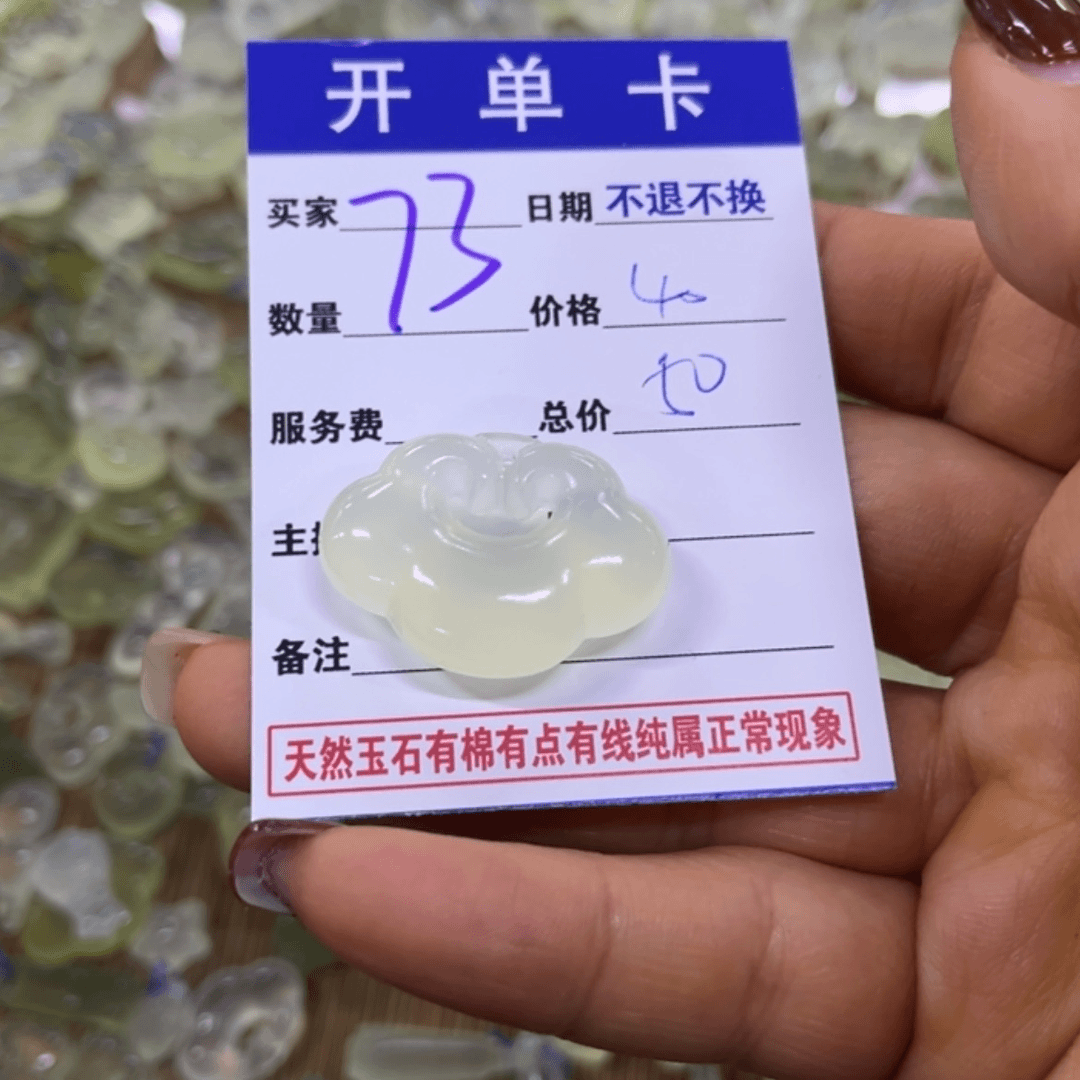 开单卡
买家 73 日期 不退不换
数量 价格 40
服务费 总价 50
主
备注
天然玉石有棉有点有线纯属正常现象